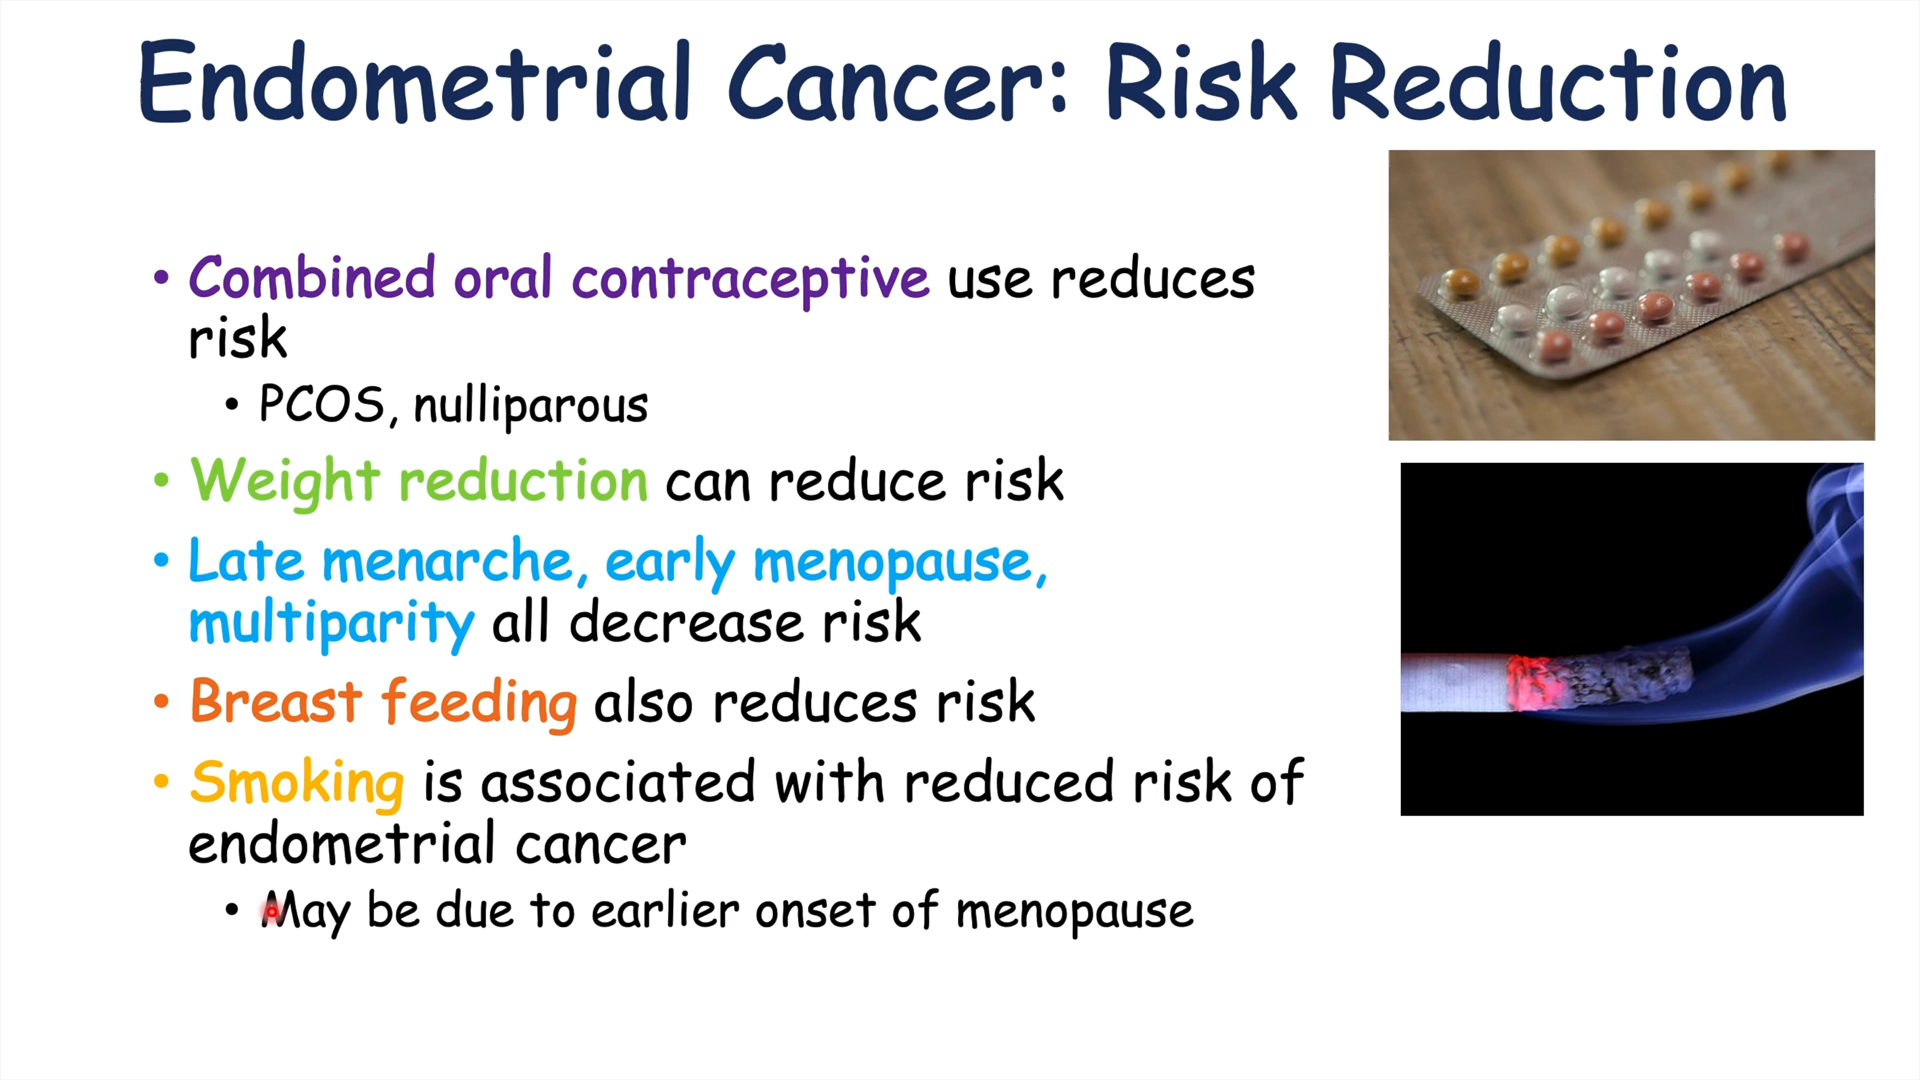 Endometrial Cancer: Risk Reduction
• Combined oral contraceptive use reduces
risk
• PCOS, nulliparous
• Weight reduction can reduce risk
• Late menarche, early menopause,
multiparity all decrease risk
• Breast feeding also reduces risk
• Smoking is associated with reduced risk of
endometrial cancer
• May be due to earlier onset of menopause